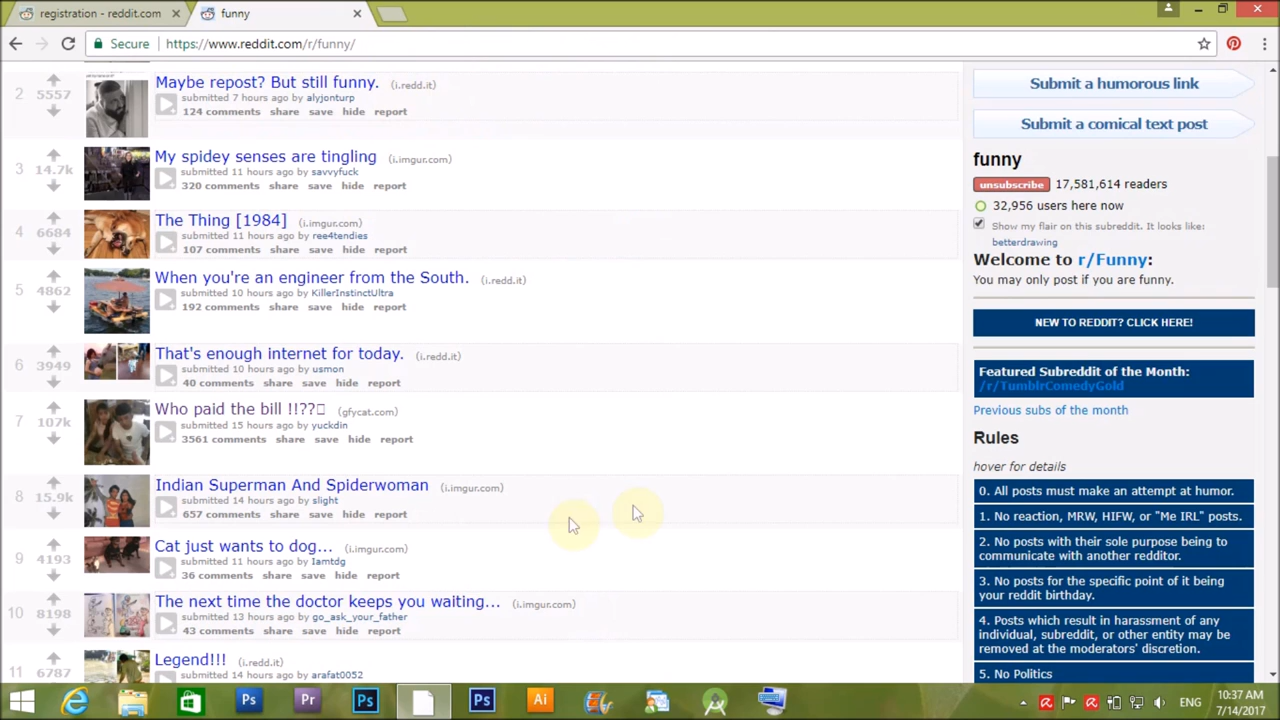 registration - reddit.com
funny
Secure
https://www.reddit.com/r/funny/
2
5557
Maybe repost? But still funny. (i.redd.it)
submitted 7 hours ago by alyjonturp
124 comments share save hide report
3
14.7k
My spidey senses are tingling (i.imgur.com)
submitted 11 hours ago by savvyfuck
320 comments share save hide report
4
6684
The Thing [1984] (i.imgur.com)
submitted 11 hours ago by ree4tendies
107 comments share save hide report
5
4862
When you're an engineer from the South. (i.redd.it)
submitted 10 hours ago by KillerInstinctUltra
192 comments share save hide report
6
3949
That's enough internet for today. (i.redd.it)
submitted 10 hours ago by usmon
40 comments share save hide report
7
107k
Who paid the bill !!?? (gfycat.com)
submitted 15 hours ago by yuckdin
3561 comments share save hide report
8
15.9k
Indian Superman And Spiderwoman (i.imgur.com)
submitted 14 hours ago by slight
657 comments share save hide report
9
4193
Cat just wants to dog... (i.imgur.com)
submitted 11 hours ago by Iamtdg
36 comments share save hide report
10
8198
The next time the doctor keeps you waiting... (i.imgur.com)
submitted 13 hours ago by go_ask_your_father
43 comments share save hide report
11
6787
Legend!!! (i.redd.it)
submitted 14 hours ago by arafat0052
Submit a humorous link
Submit a comical text post
funny
unsubscribe 17,581,614 readers
32,956 users here now
Show my flair on this subreddit. It looks like:
betterdrawing
Welcome to r/Funny:
You may only post if you are funny.
NEW TO REDDIT? CLICK HERE!
Featured Subreddit of the Month:
/r/TumblrComedyGold
Previous subs of the month
Rules
hover for details
0. All posts must make an attempt at humor.
1. No reaction, MRW, HIFW, or "Me IRL" posts.
2. No posts with their sole purpose being to
communicate with another redditor.
3. No posts for the specific point of it being
your reddit birthday.
4. Posts which result in harassment of any
individual, subreddit, or other entity may be
removed at the moderators' discretion.
5. No Politics
Ps
Pr
Ps
Ps
Ai
ENG
10:37 AM
7/14/2017